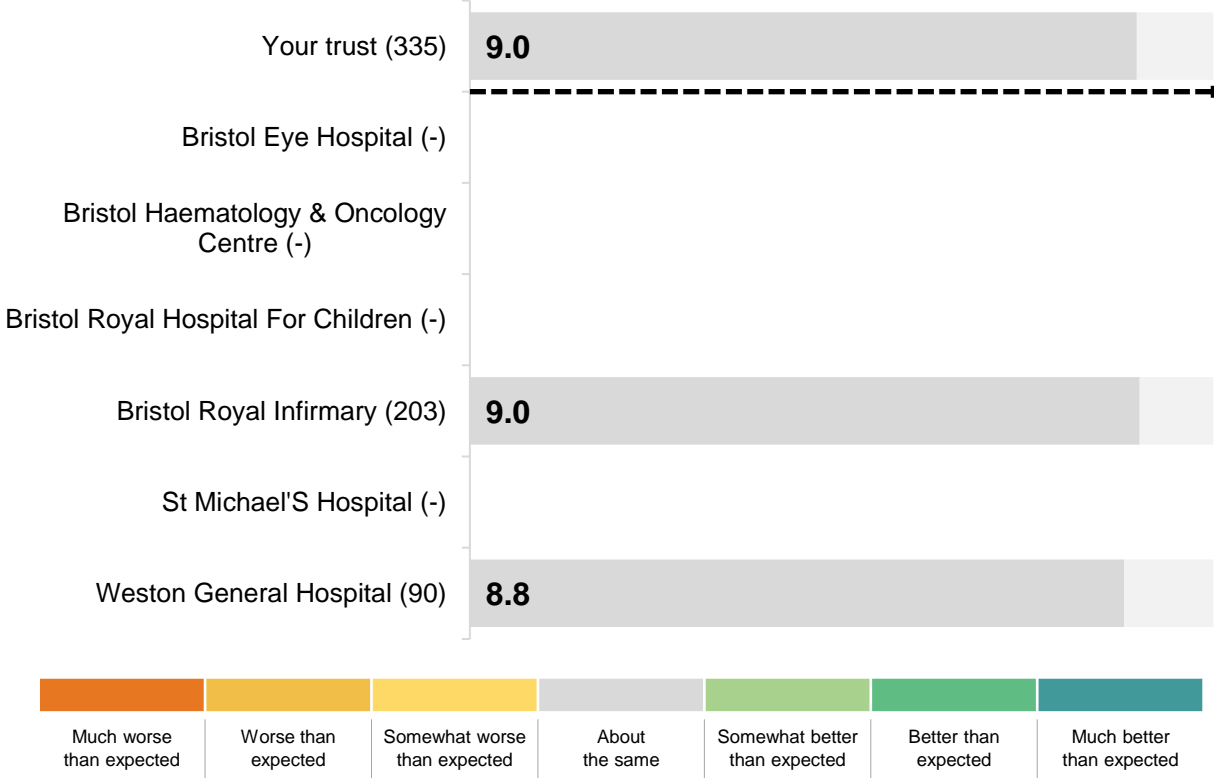 Your trust (335)
9.0
Bristol Eye Hospital (-)
Bristol Haematology & Oncology
Centre (-)
Bristol Royal Hospital For Children (-)
Bristol Royal Infirmary (203)
9.0
St Michael'S Hospital (-)
Weston General Hospital (90)
8.8
Much worse
than expected
Worse than
expected
Somewhat worse
than expected
About
the same
Somewhat better
than expected
Better than
expected
Much better
than expected